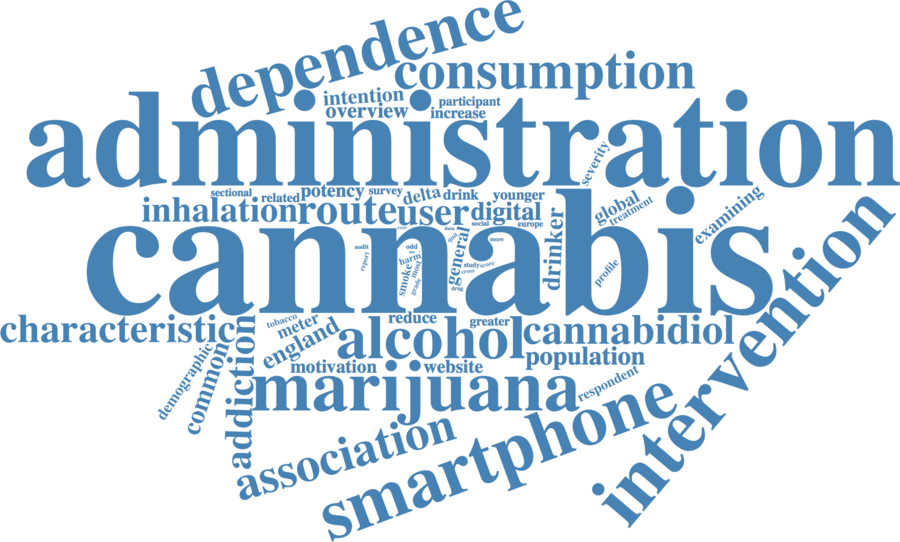 dependence
consumption
intention
participant
overview
increase
administration
severity
sectional
related
potency
survey
delta
drink
younger
global
treatment
examining
inhalation
route
user
digital
social
europe
cannabis
general
drinker
quit
more
audit
odd
report
harm
smoke
most
grade
study
score
cross
drug
profile
intervention
characteristic
tobacco
meter
reduce
greater
england
alcohol
cannabidiol
population
demographic
common
addiction
motivation
website
marijuana
respondent
association
smartphone